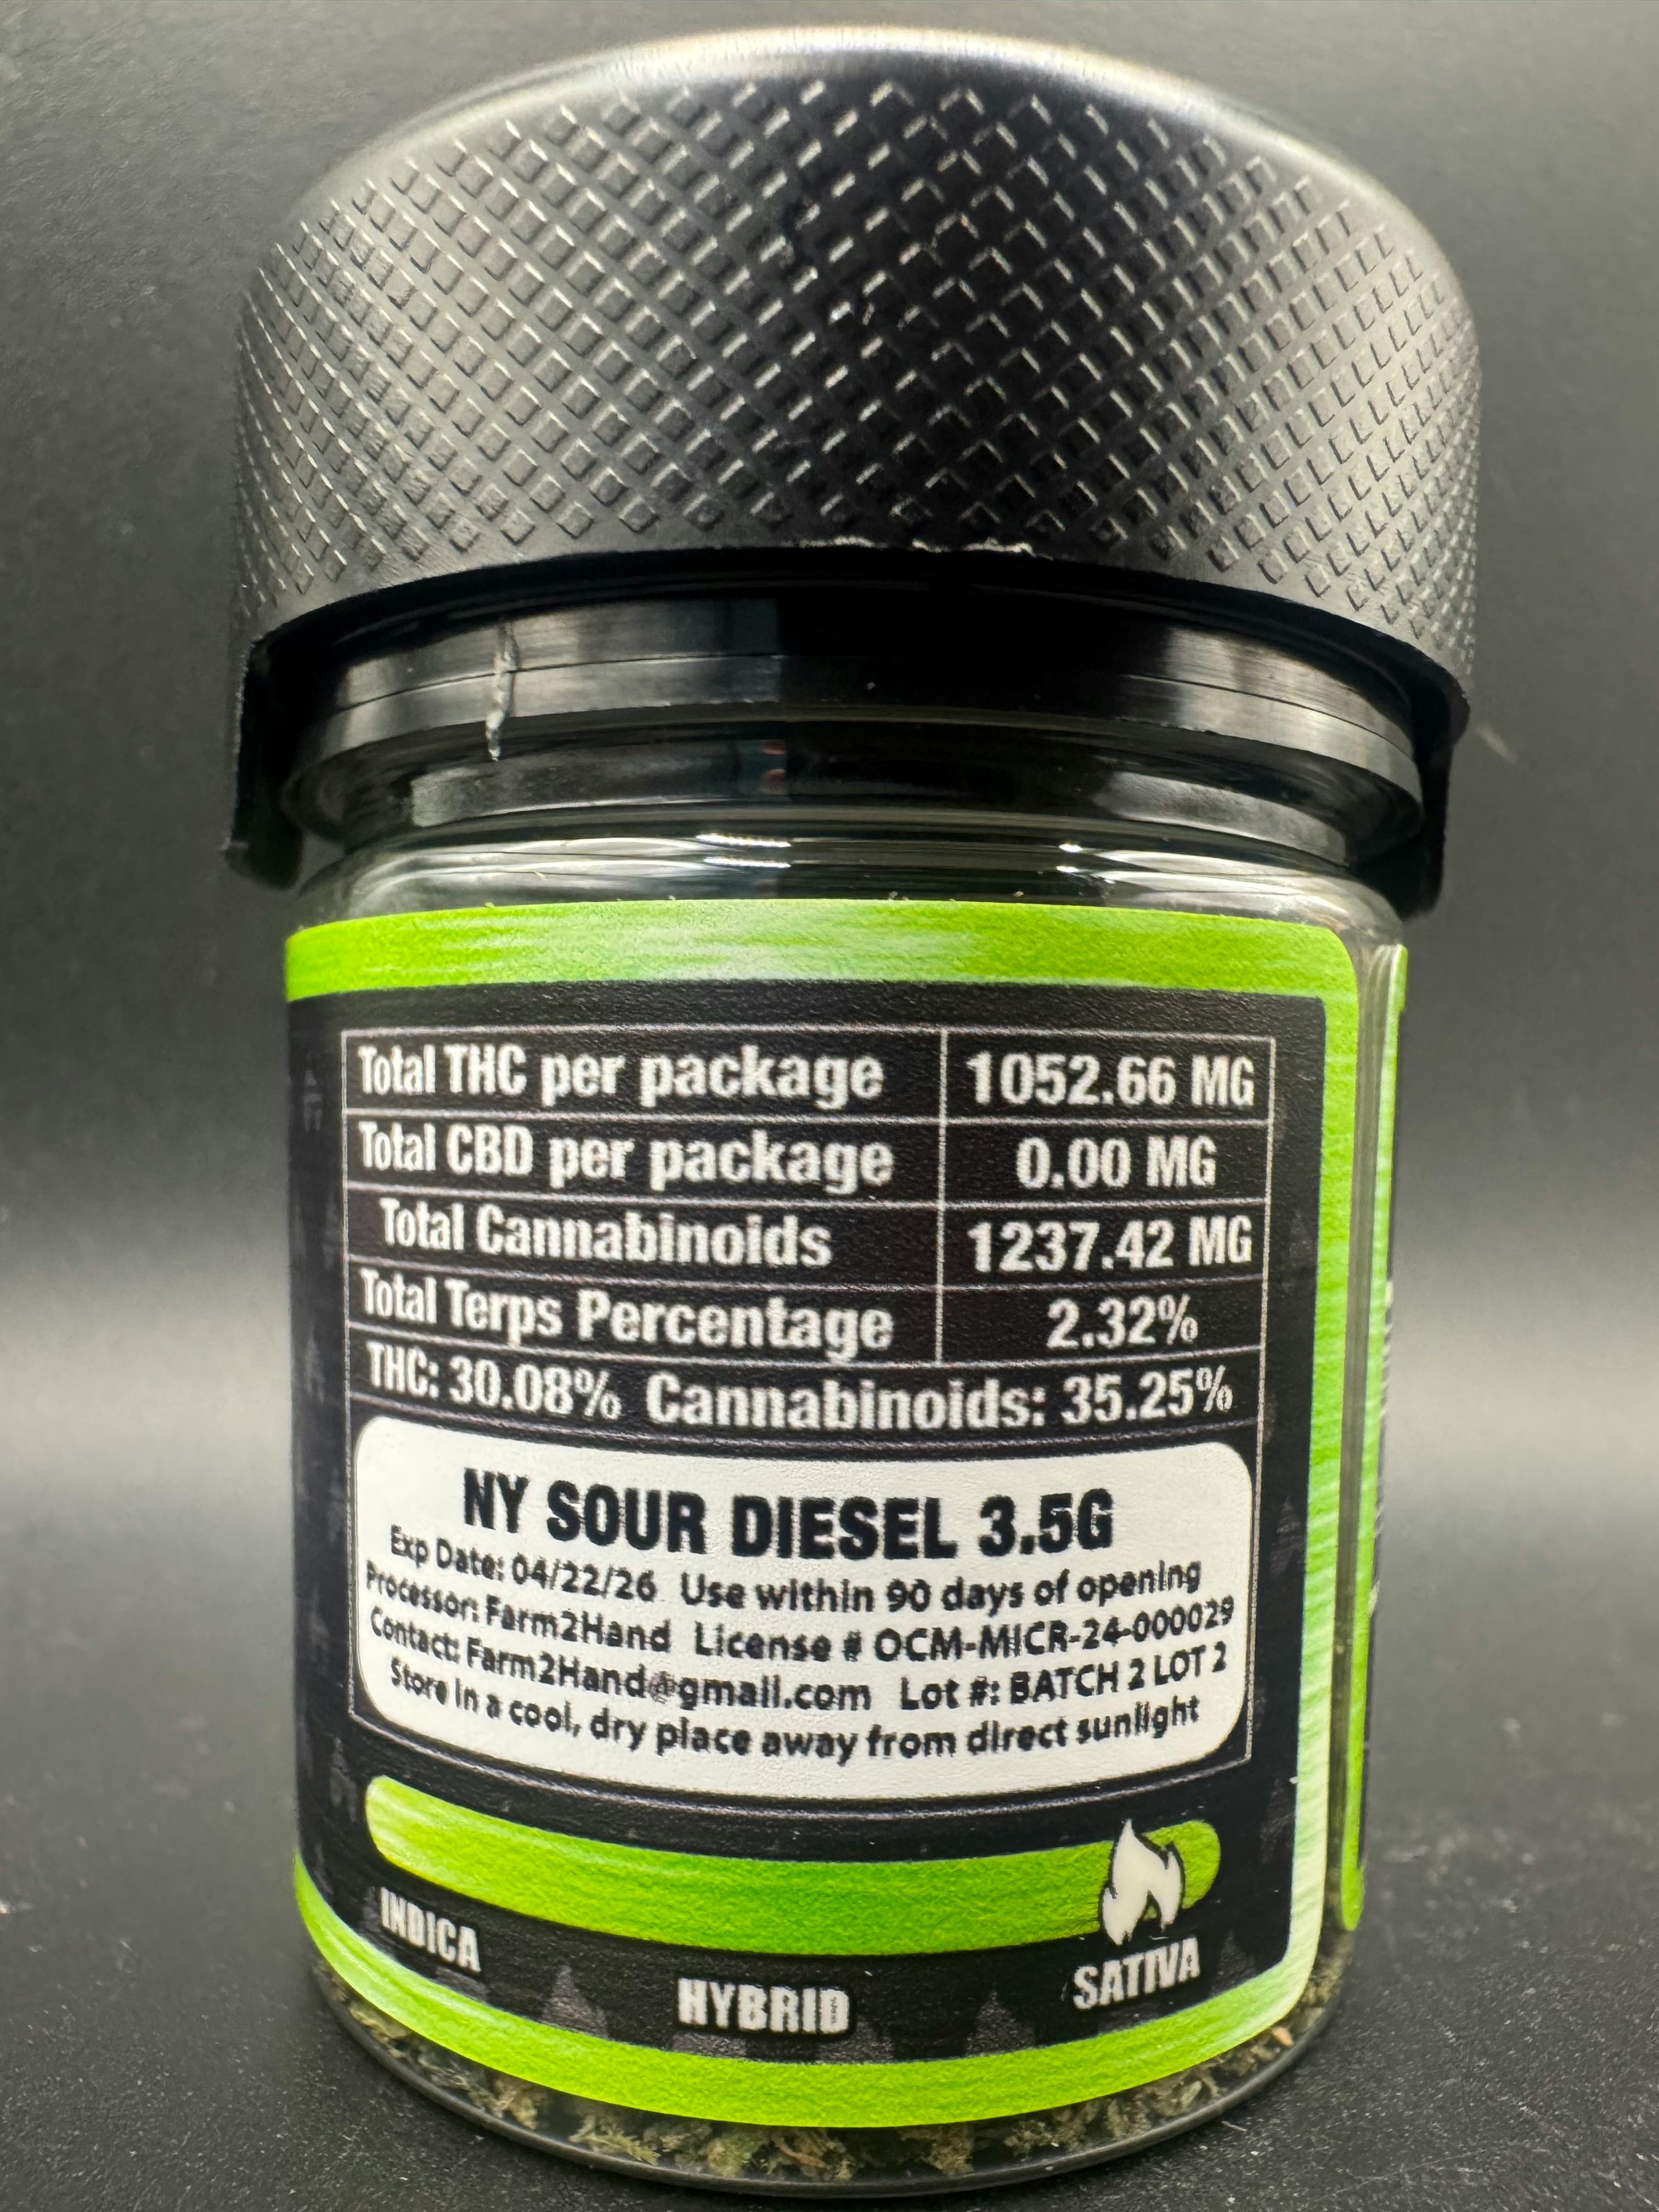 Total THC per package 1052.66 MG
Total CBD per package 0.00 MG
Total Cannabinoids 1237.42 MG
Total Terps Percentage 2.32%
THC: 30.08% Cannabinoids: 35.25%
NY SOUR DIESEL 3.5G
Exp Date: 04/22/26 Use within 90 days of opening
Processor: Farm2Hand License # OCM-MICR-24-000029
Contact: Farm2Hand@gmail.com Lot #: BATCH 2 LOT 2
Store in a cool, dry place away from direct sunlight
INDICA
HYBRID
SATIVA